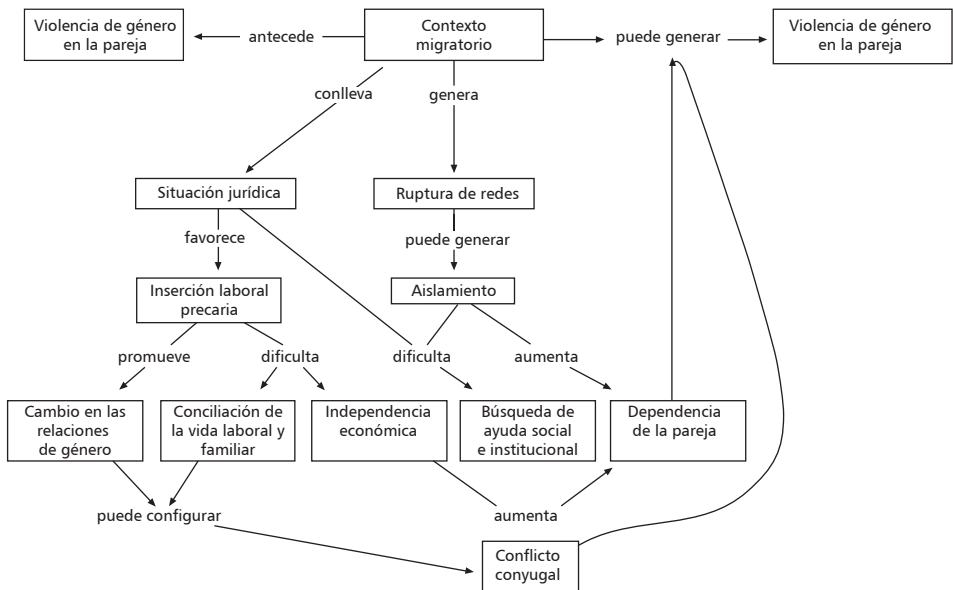 Violencia de género
en la pareja
antecede
Contexto
migratorio
puede generar
Violencia de género
en la pareja
conlleva
genera
Situación jurídica
Ruptura de redes
favorece
puede generar
Inserción laboral
precaria
Aislamiento
promueve
dificulta
dificulta
aumenta
Cambio en las
relaciones
de género
Conciliación de
la vida laboral y
familiar
Independencia
económica
Búsqueda de
ayuda social
e institucional
Dependencia
de la pareja
puede configurar
aumenta
Conflicto
conyugal